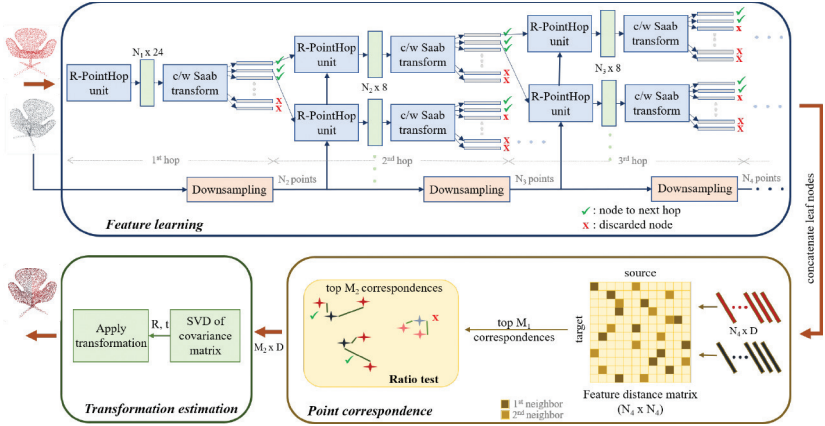 R-PointHop
unit
N₁ x 24
c/w Saab
transform
R-PointHop
unit
N₂ x 8
c/w Saab
transform
R-PointHop
unit
c/w Saab
transform
R-PointHop
unit
N₃ x 8
c/w Saab
transform
R-PointHop
unit
c/w Saab
transform
x
x
x
x
x
x
x
x
x
x
x
x
x
1st hop
2nd hop
3rd hop
Downsampling
N₂ points
Downsampling
N₃ points
Downsampling
N₄ points
✓ : node to next hop
x : discarded node
Feature learning
concatenate leaf nodes
Apply
transformation
R, t
SVD of
covariance
matrix
Transformation estimation
M₂ x D
top M₂ correspondences
x
Ratio test
top M₁
correspondences
source
target
N₄ x D
Feature distance matrix
(N₄ x N₄)
1st neighbor
2nd neighbor
Point correspondence